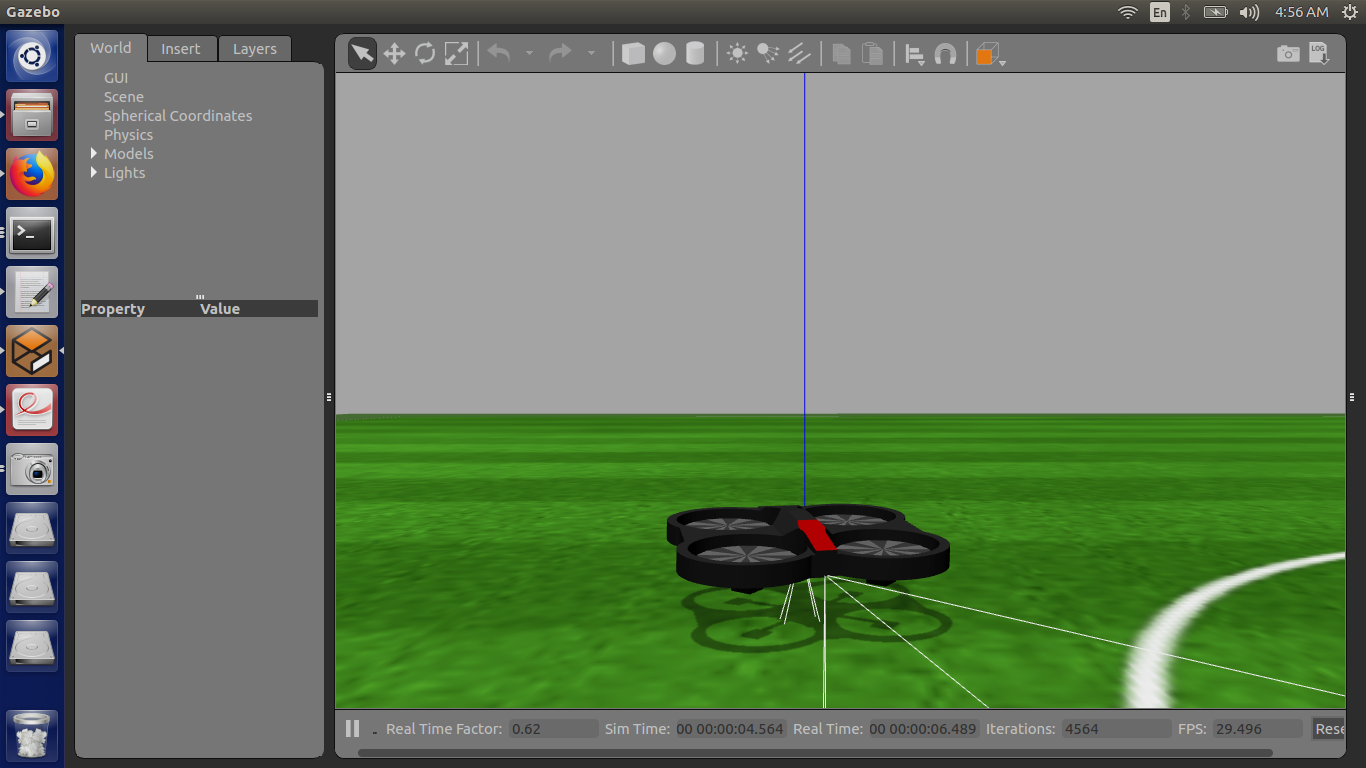 Gazebo
En
4:56 AM
World
Insert
Layers
GUI
Scene
Spherical Coordinates
Physics
Models
Lights
Property Value
LOG
Real Time Factor: 0.62 Sim Time: 00 00:00:04.564 Real Time: 00 00:00:06.489 Iterations: 4564 FPS: 29.496 Rese